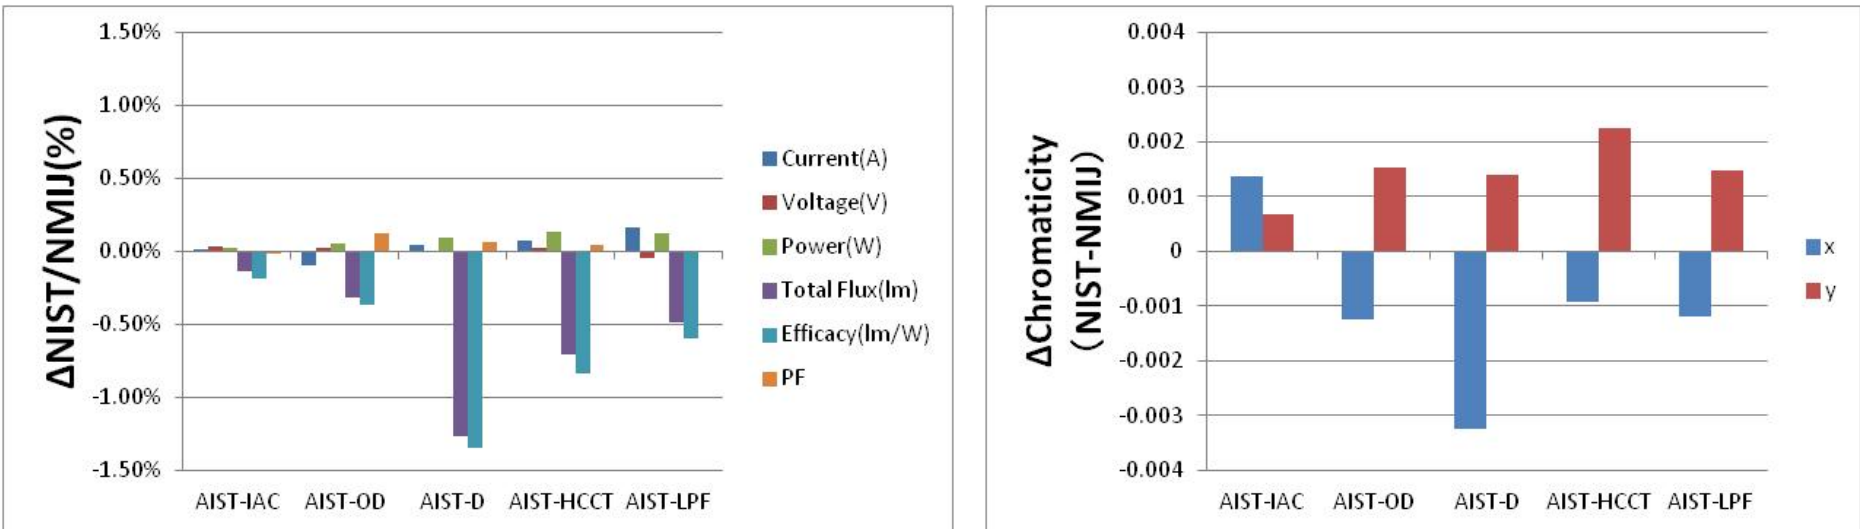 ΔNIST/NMIJ(%)
1.50%
1.00%
0.50%
0.00%
-0.50%
-1.00%
-1.50%
AIST-IAC AIST-OD AIST-D AIST-HCCT AIST-LPF
Current(A)
Voltage(V)
Power(W)
Total Flux(lm)
Efficacy(lm/W)
PF
ΔChromaticity
(NIST-NMIJ)
0.004
0.003
0.002
0.001
0
-0.001
-0.002
-0.003
-0.004
AIST-IAC AIST-OD AIST-D AIST-HCCT AIST-LPF
x
y